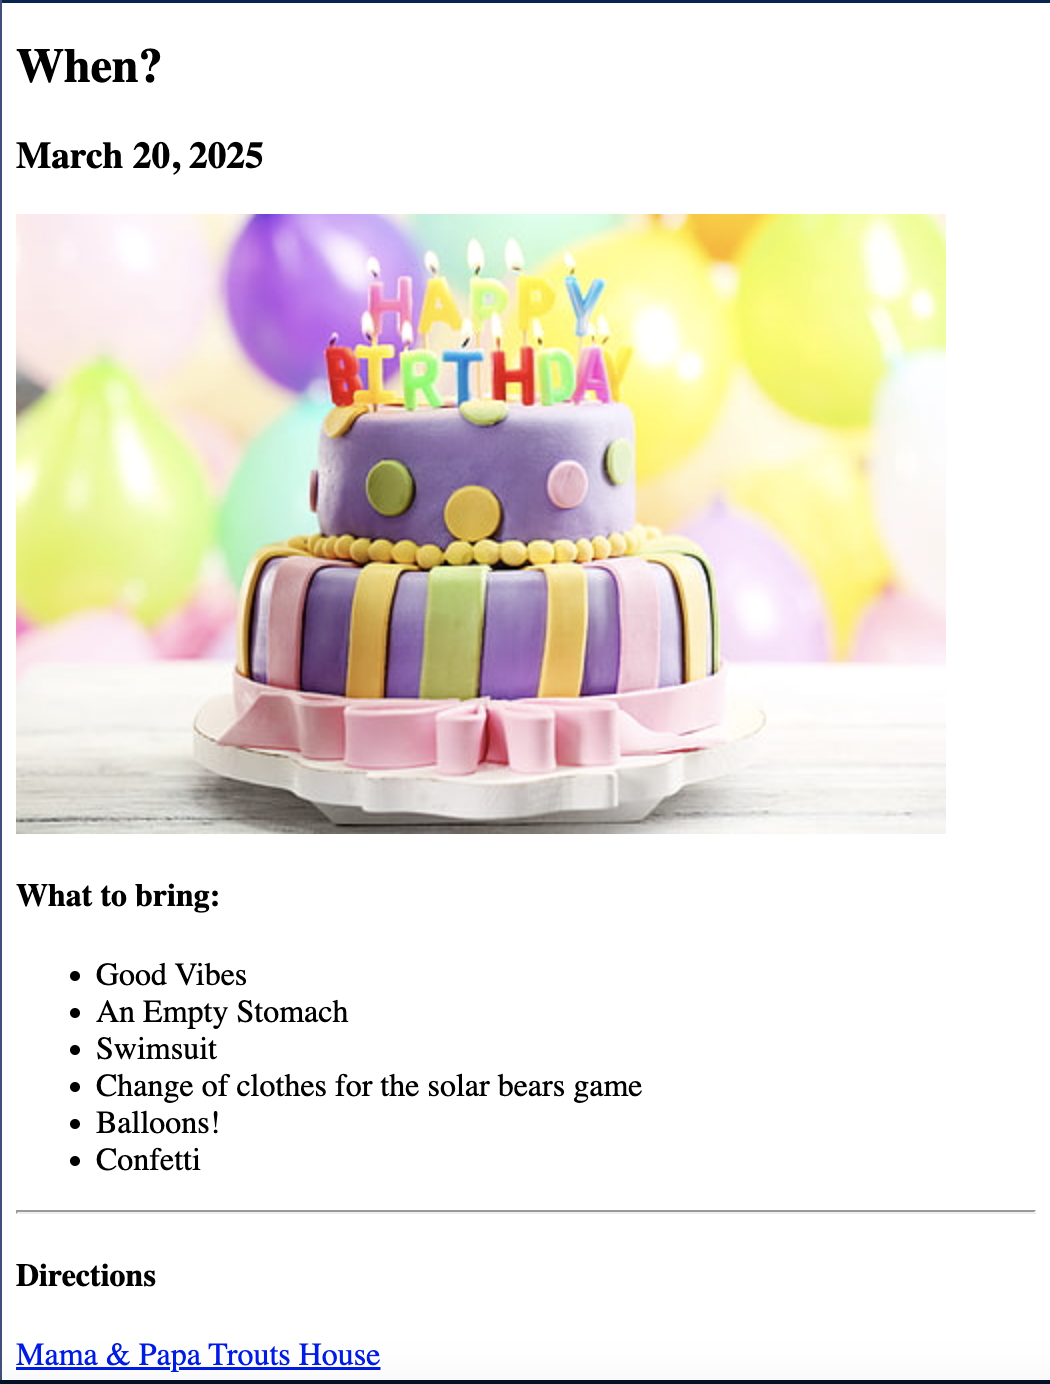 When?
March 20, 2025
HAPPY
BIRTHDAY
What to bring:
Good Vibes
An Empty Stomach
Swimsuit
Change of clothes for the solar bears game
Balloons!
Confetti
Directions
Mama & Papa Trouts House